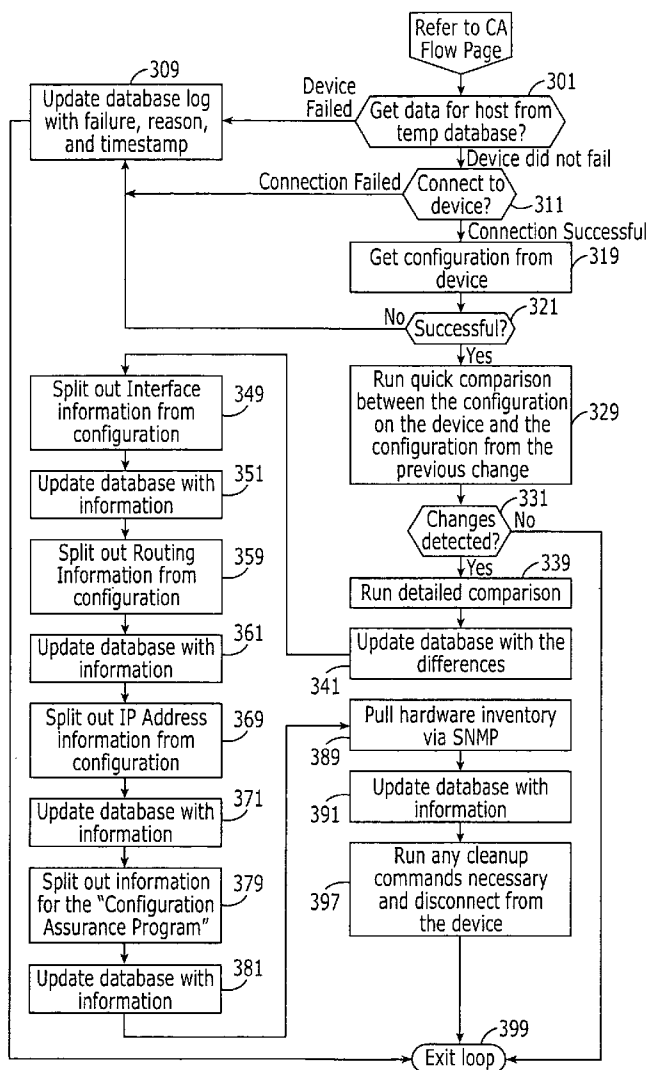 Refer to CA
Flow Page
309
Device
Failed
301
Update database log
with failure, reason,
and timestamp
Get data for host from
temp database?
Device did not fail
Connection Failed
Connect to
device?
311
Connection Successful
Get configuration from
device
319
No
Successful?
321
Yes
Split out Interface
information from
configuration
349
Run quick comparison
between the configuration
on the device and the
configuration from the
previous change
329
Update database with
information
351
Changes
detected?
331
No
Yes
Split out Routing
Information from
configuration
359
Run detailed comparison
339
Update database with
information
361
Update database with the
differences
341
Split out IP Address
information from
configuration
369
Pull hardware inventory
via SNMP
389
Update database with
information
371
Update database with
information
391
Split out information
for the “Configuration
Assurance Program”
379
Run any cleanup
commands necessary
and disconnect from
the device
397
Update database with
information
381
Exit loop
399